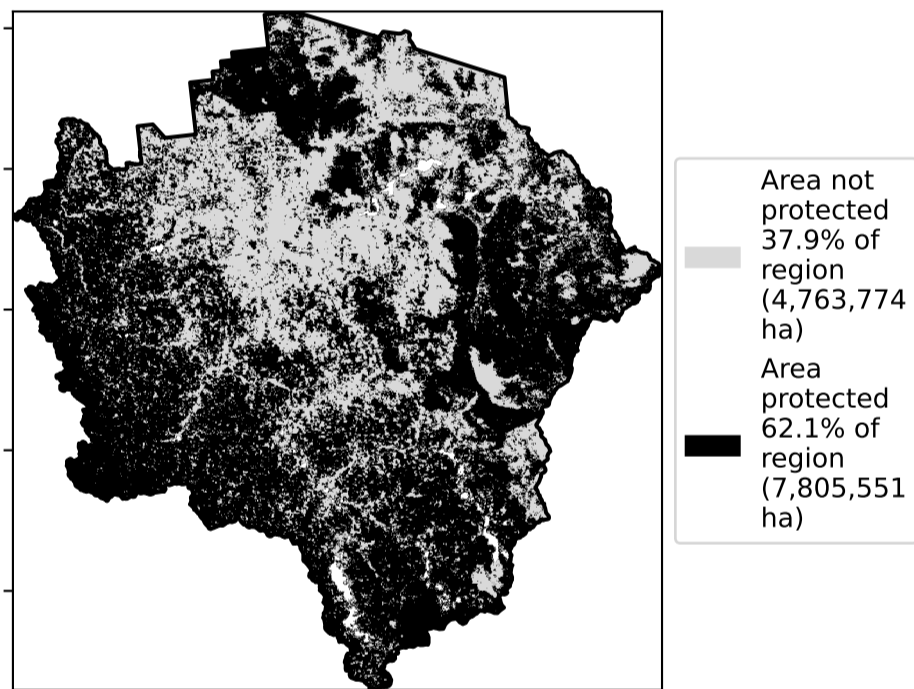 Area not
protected
37.9% of
region
(4,763,774
ha)
Area
protected
62.1% of
region
(7,805,551
ha)